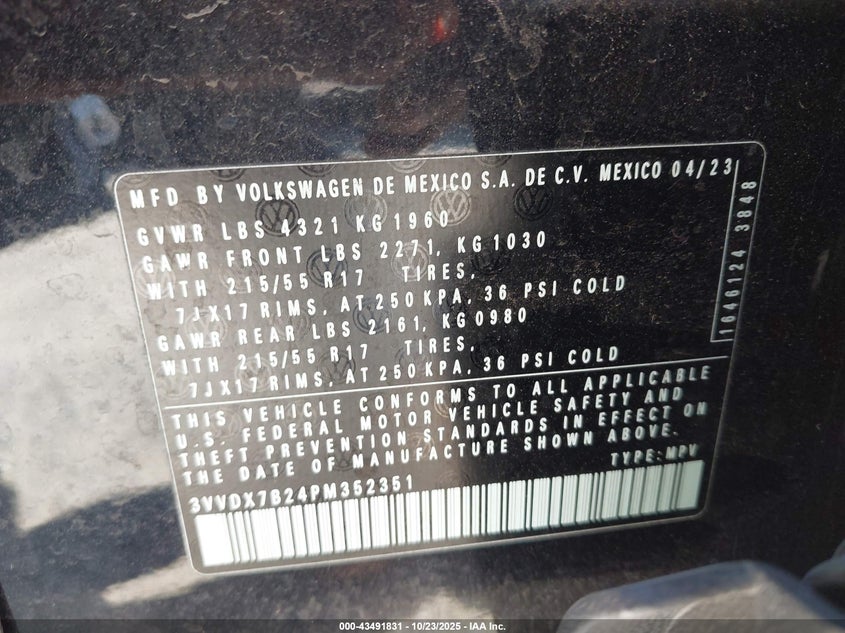 MFD BY VOLKSWAGEN DE MEXICO S.A. DE C.V. MEXICO 04/23
GVWR LBS 4321 KG 1960
GAWR FRONT LBS 2271, KG 1030
WITH 215/55 R17 TIRES,
7JX17 RIMS, AT 250 KPA, 36 PSI COLD
GAWR REAR LBS 2161, KG 0980
WITH 215/55 R17 TIRES,
7JX17 RIMS, AT 250 KPA, 36 PSI COLD
THIS VEHICLE CONFORMS TO ALL APPLICABLE
U.S. FEDERAL MOTOR VEHICLE SAFETY AND
THEFT PREVENTION STANDARDS IN EFFECT ON
THE DATE OF MANUFACTURE SHOWN ABOVE.
TYPE: MPV
3VVDX7B24PM352351
1646124 3848
000-43491831 - 10/23/2025 - IAA Inc.